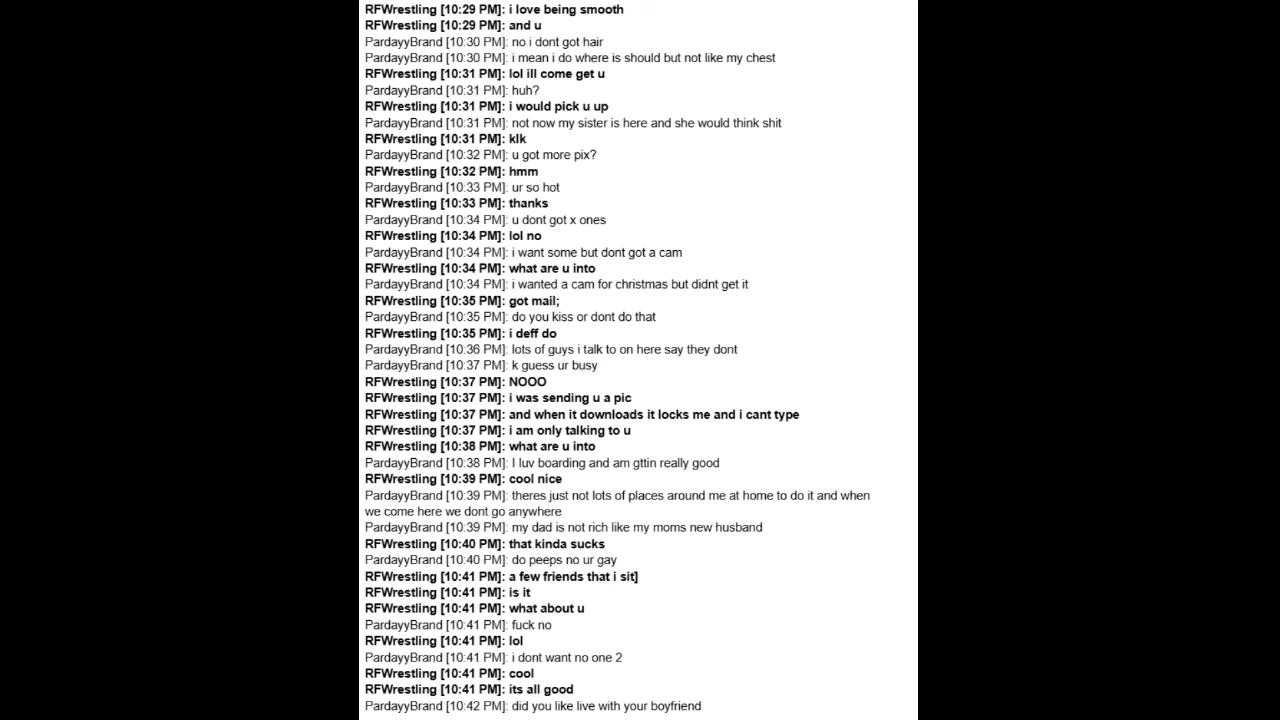 RFWrestling [10:29 PM]: i love being smooth
RFWrestling [10:29 PM]: and u
PardayyBrand [10:30 PM]: no i dont got hair
PardayyBrand [10:30 PM]: i mean i do where is should but not like my chest
RFWrestling [10:31 PM]: lol ill come get u
PardayyBrand [10:31 PM]: huh?
RFWrestling [10:31 PM]: i would pick u up
PardayyBrand [10:31 PM]: not now my sister is here and she would think shit
RFWrestling [10:31 PM]: klk
PardayyBrand [10:32 PM]: u got more pix?
RFWrestling [10:32 PM]: hmm
PardayyBrand [10:33 PM]: ur so hot
RFWrestling [10:33 PM]: thanks
PardayyBrand [10:34 PM]: u dont got x ones
RFWrestling [10:34 PM]: lol no
PardayyBrand [10:34 PM]: i want some but dont got a cam
RFWrestling [10:34 PM]: what are u into
PardayyBrand [10:34 PM]: i wanted a cam for christmas but didnt get it
RFWrestling [10:35 PM]: got mail;
PardayyBrand [10:35 PM]: do you kiss or dont do that
RFWrestling [10:35 PM]: i deff do
PardayyBrand [10:36 PM]: lots of guys i talk to on here say they dont
PardayyBrand [10:37 PM]: k guess ur busy
RFWrestling [10:37 PM]: NOOO
RFWrestling [10:37 PM]: i was sending u a pic
RFWrestling [10:37 PM]: and when it downloads it locks me and i cant type
RFWrestling [10:37 PM]: i am only talking to u
RFWrestling [10:38 PM]: what are u into
PardayyBrand [10:38 PM]: I luv boarding and am gttin really good
RFWrestling [10:39 PM]: cool nice
PardayyBrand [10:39 PM]: theres just not lots of places around me at home to do it and when
we come here we dont go anywhere
PardayyBrand [10:39 PM]: my dad is not rich like my moms new husband
RFWrestling [10:40 PM]: that kinda sucks
PardayyBrand [10:40 PM]: do peeps no ur gay
RFWrestling [10:41 PM]: a few friends that i sit]
RFWrestling [10:41 PM]: is it
RFWrestling [10:41 PM]: what about u
PardayyBrand [10:41 PM]: fuck no
RFWrestling [10:41 PM]: lol
PardayyBrand [10:41 PM]: i dont want no one 2
RFWrestling [10:41 PM]: cool
RFWrestling [10:41 PM]: its all good
PardayyBrand [10:42 PM]: did you like live with your boyfriend